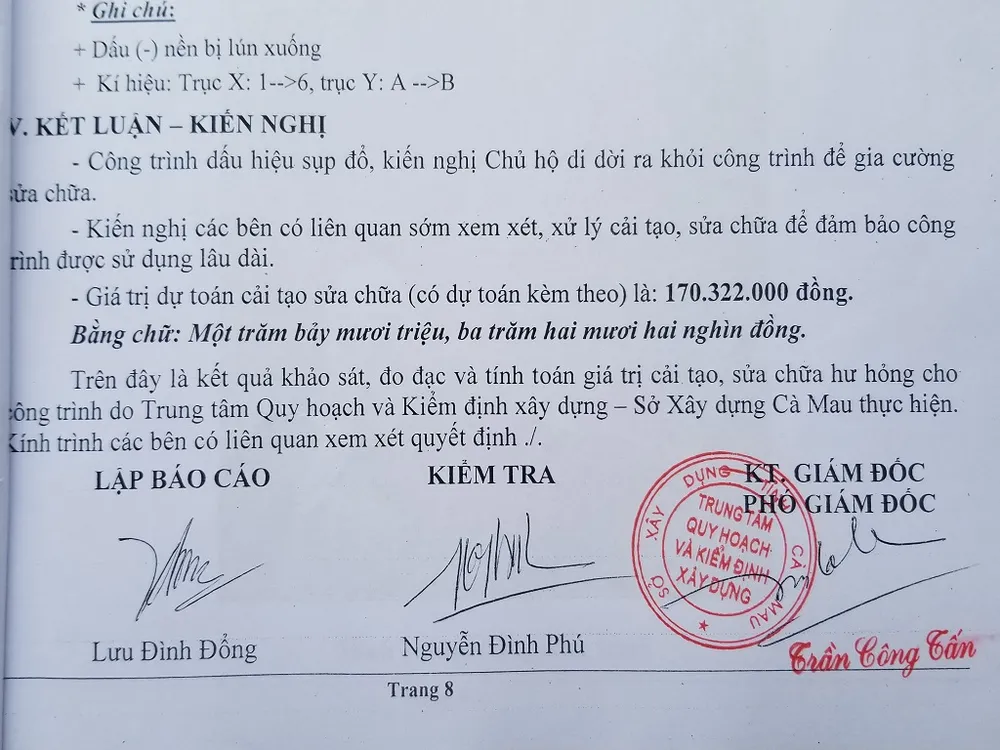 * Ghi chú:
+ Dấu (-) nền bị lún xuống
+ Kí hiệu: Trục X: 1-->6, trục Y: A -->B
V. KẾT LUẬN – KIẾN NGHỊ
- Công trình dấu hiệu sụp đổ, kiến nghị Chủ hộ di dời ra khỏi công trình để gia cường
sửa chữa.
- Kiến nghị các bên có liên quan sớm xem xét, xử lý cải tạo, sửa chữa để đảm bảo công
rình được sử dụng lâu dài.
- Giá trị dự toán cải tạo sửa chữa (có dự toán kèm theo) là: 170.322.000 đồng.
Bằng chữ: Một trăm bảy mươi triệu, ba trăm hai mươi hai nghìn đồng.
Trên đây là kết quả khảo sát, đo đạc và tính toán giá trị cải tạo, sửa chữa hư hỏng cho
công trình do Trung tâm Quy hoạch và Kiểm định xây dựng – Sở Xây dựng Cà Mau thực hiện.
Kính trình các bên có liên quan xem xét quyết định ./.
LẬP BÁO CÁO KIỂM TRA KT. GIÁM ĐỐC
PHÓ GIÁM ĐỐC
SỞ XÂY DỰNG TỈNH CÀ MAU
TRUNG TÂM
QUY HOẠCH
VÀ KIỂM ĐỊNH
XÂY DỰNG
Lưu Đình Đổng Nguyễn Đình Phú Trần Công Tấn
Trang 8